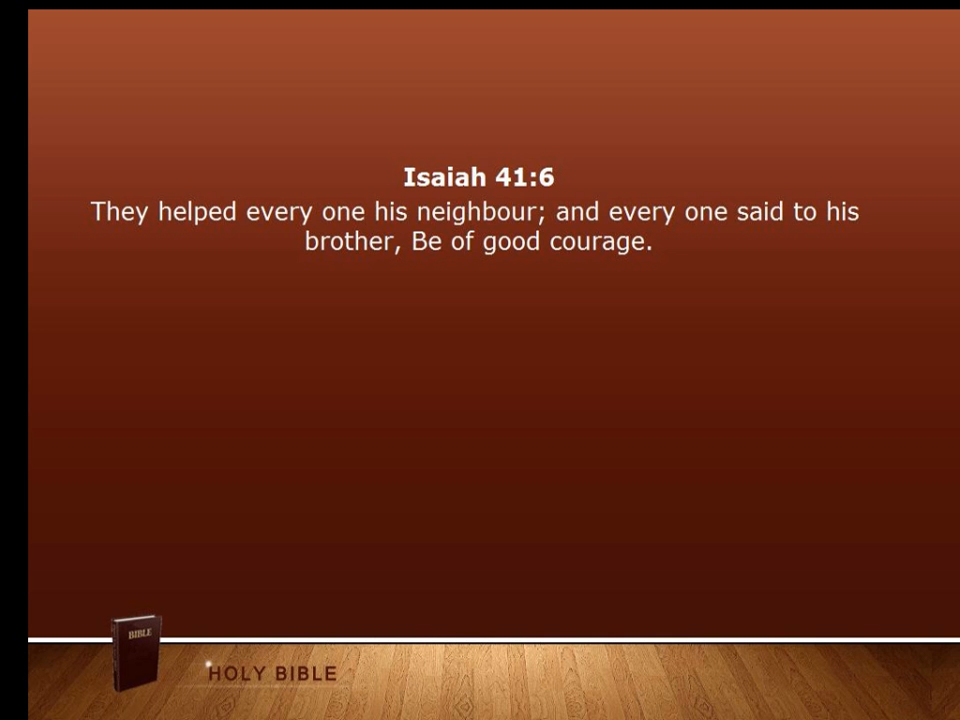 Isaiah 41:6
They helped every one his neighbour; and every one said to his
brother, Be of good courage.
BIBLE
HOLY BIBLE